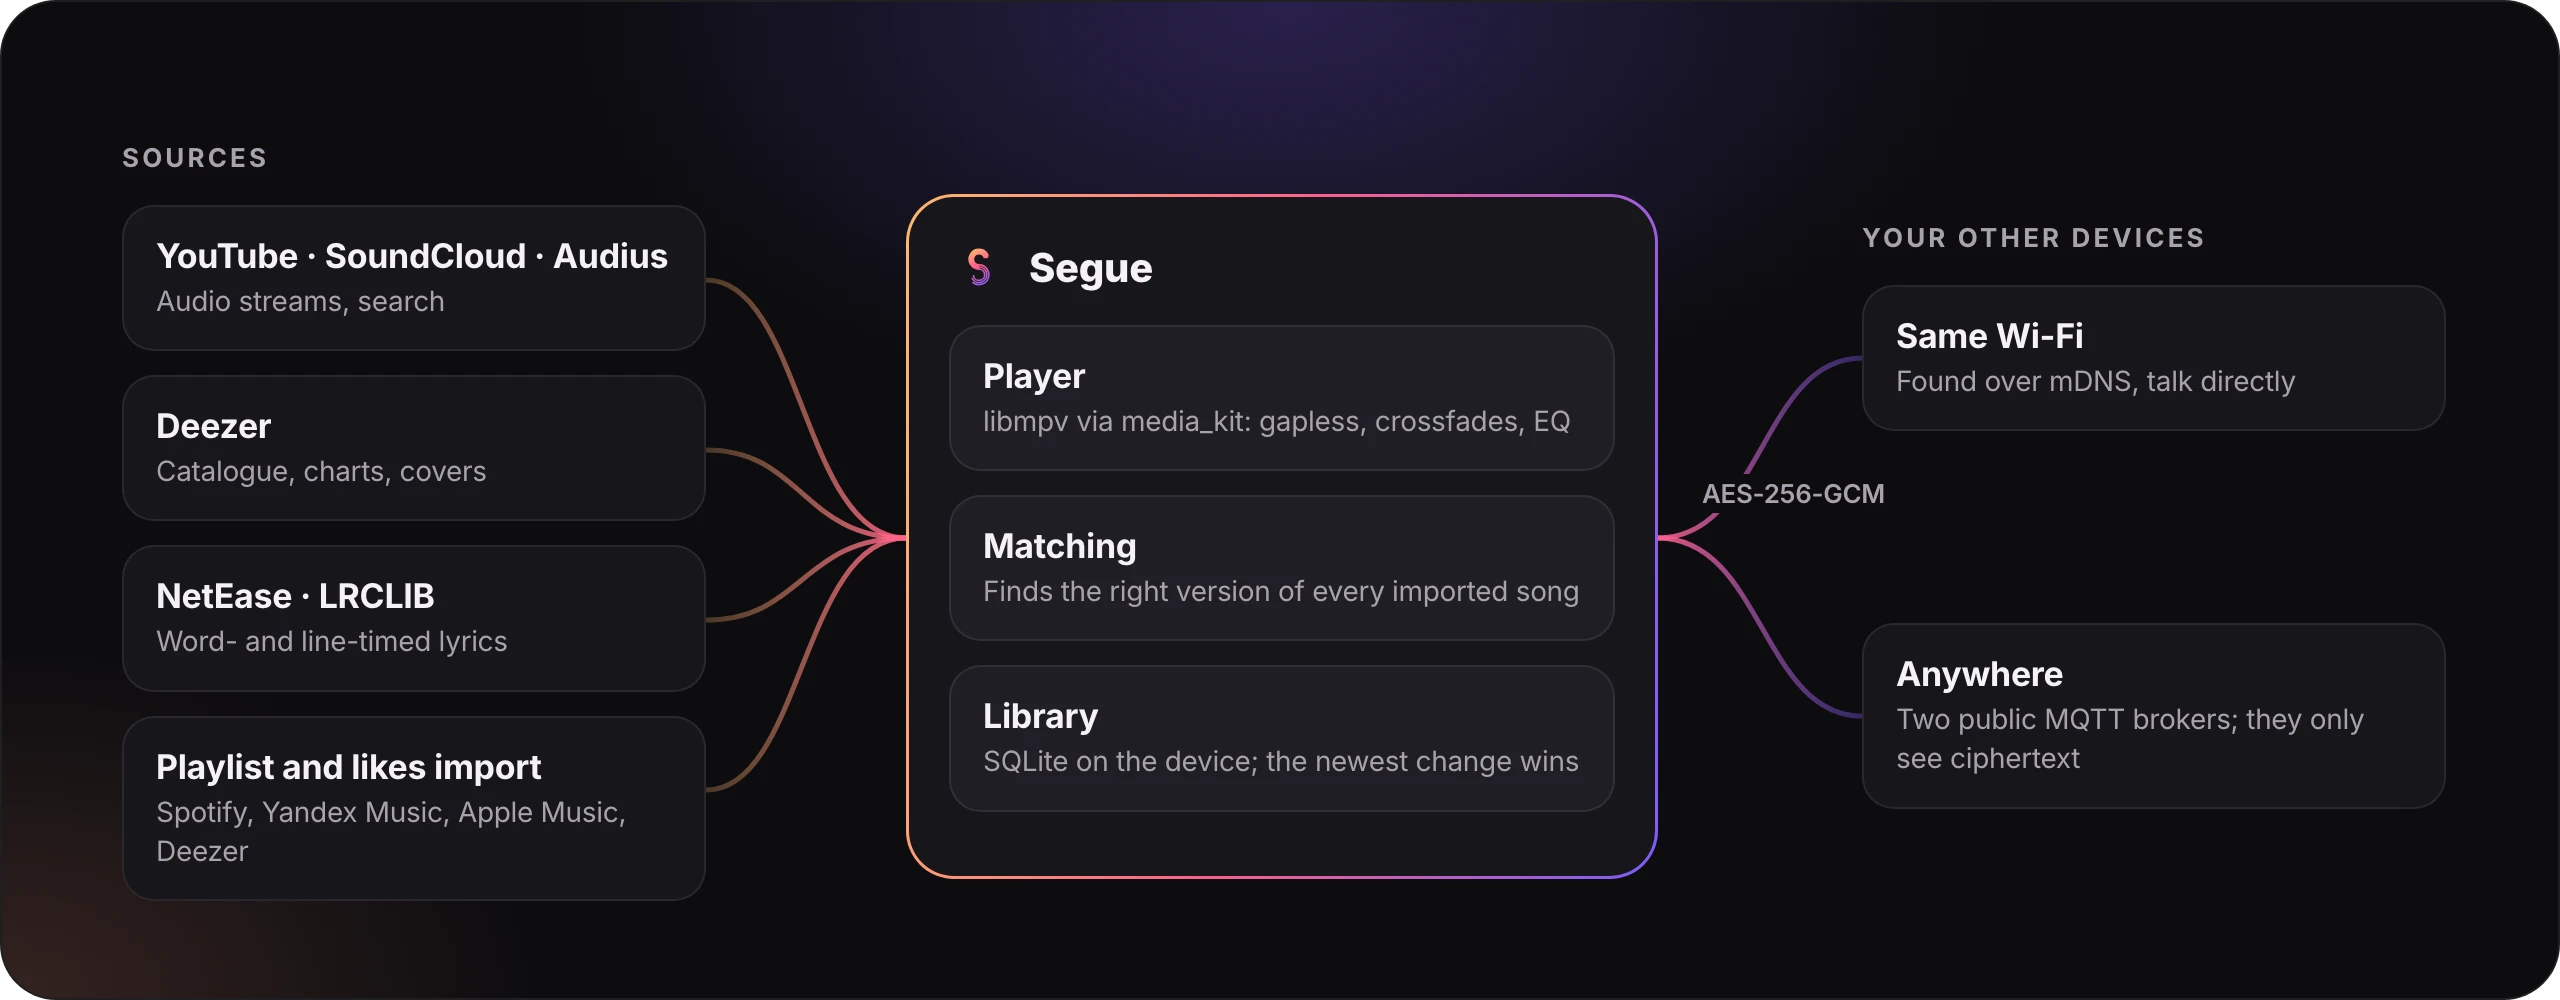 SOURCES
YouTube · SoundCloud · Audius
Audio streams, search
Deezer
Catalogue, charts, covers
NetEase · LRCLIB
Word- and line-timed lyrics
Playlist and likes import
Spotify, Yandex Music, Apple Music,
Deezer
Segue
Player
libmpv via media_kit: gapless, crossfades, EQ
Matching
Finds the right version of every imported song
Library
SQLite on the device; the newest change wins
AES-256-GCM
YOUR OTHER DEVICES
Same Wi-Fi
Found over mDNS, talk directly
Anywhere
Two public MQTT brokers; they only
see ciphertext